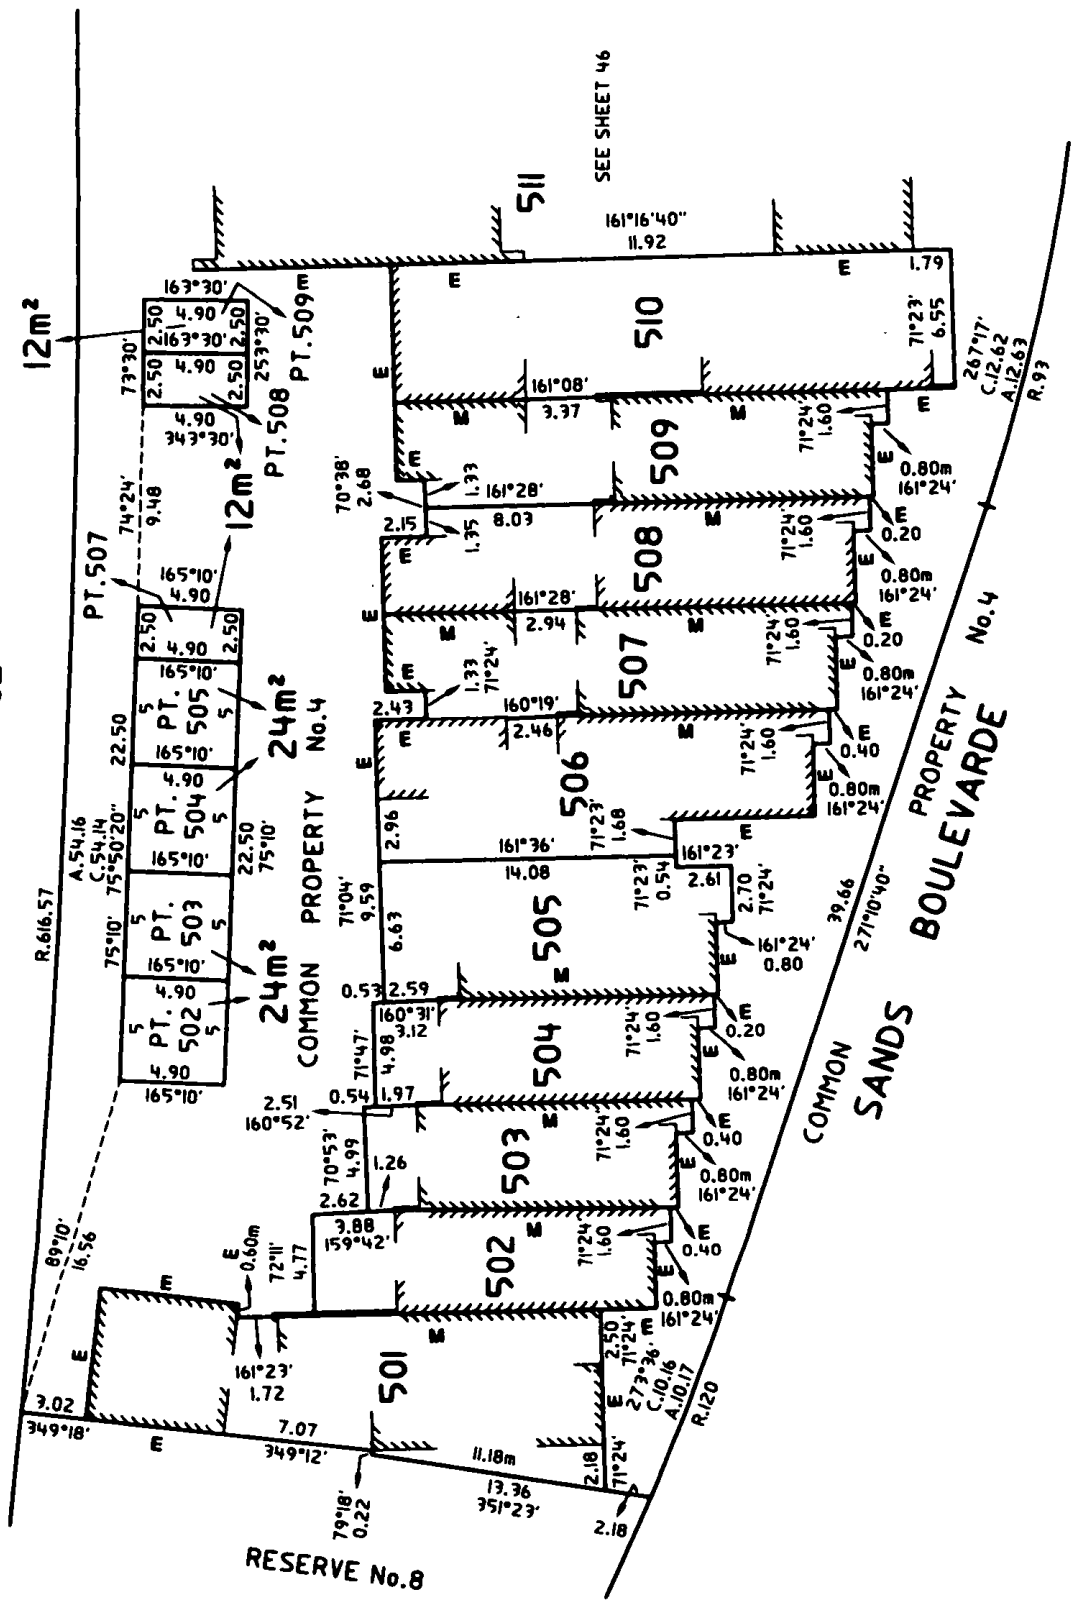 SEE SHEET 46
511
161°16'40"
11.92
12m²
163°30'
4.90
2.50
2.50
163°30'
PT.509
E
73°30'
253°30'
2.50
4.90
2.50
PT.508
4.90
343°30'
12m²
74°24'
9.48
PT.507
165°10'
4.90
2.50
2.50
4.90
165°10'
5
PT.
505
5
24m²
165°10'
4.90
5
PT.
504
5
165°10'
5
PT.
503
5
24m²
165°10'
4.90
5
PT.
502
5
4.90
165°10'
22.50
22.50
75°10'
R.616.57
A.54.16
C.54.14
75°50'20"
75°10'
COMMON PROPERTY
No.4
89°10'
16.56
E
E
1.79
510
71°23'
6.55
E
267°17'
C.12.62
A.12.63
R.93
161°08'
3.37
M
M
509
71°24'
1.60
E
E
0.80m
161°24'
E
70°38'
2.68
1.33
161°28'
8.03
2.15
1.35
E
M
508
71°24'
1.60
E
0.20
E
0.80m
161°24'
E
161°28'
2.94
M
M
507
71°24'
1.60
E
0.20
E
0.80m
161°24'
E
1.33
71°24'
2.43
160°19'
2.46
E
M
506
71°24'
1.60
E
0.40
E
0.80m
161°24'
E
2.96
161°36'
14.08
71°23'
1.68
E
161°23'
71°23'
0.54
2.61
2.70
71°24'
71°04'
9.59
6.63
505
M
E
161°24'
0.80
0.53
2.59
160°31'
3.12
504
71°24'
1.60
E
0.20
E
0.80m
161°24'
71°47'
4.98
0.54
1.97
2.51
160°52'
M
503
71°24'
1.60
E
0.40
E
0.80m
161°24'
70°53'
4.99
1.26
2.62
3.88
159°42'
M
502
71°24'
1.60
E
0.40
E
0.80m
161°24'
72°11'
4.77
E
0.60m
E
E
161°23'
1.72
M
501
2.50
71°24'
E
273°36'
C.10.16
A.10.17
R.120
E
3.02
349°18'
E
7.07
349°12'
11.18m
13.36
351°23'
2.18
71°24'
79°18'
0.22
2.18
RESERVE No.8
COMMON PROPERTY No.4
39.66
271°10'40"
SANDS BOULEVARDE